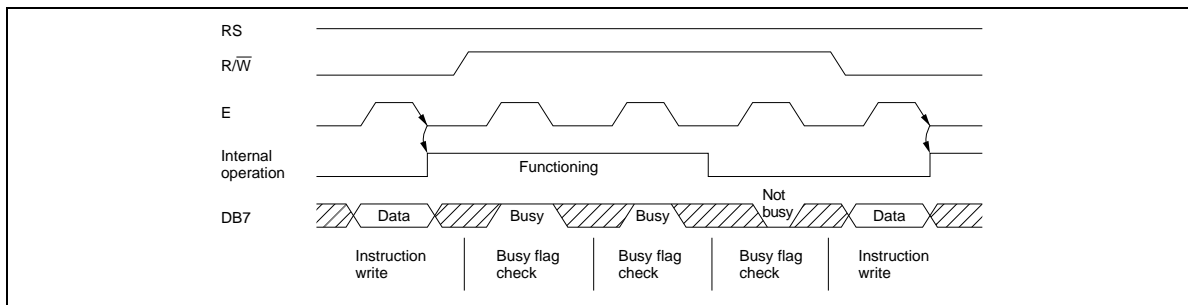 RS
R/W̅
E
Internal
operation
Functioning
DB7
Data
Busy
Busy
Not
busy
Data
Instruction
write
Busy flag
check
Busy flag
check
Busy flag
check
Instruction
write